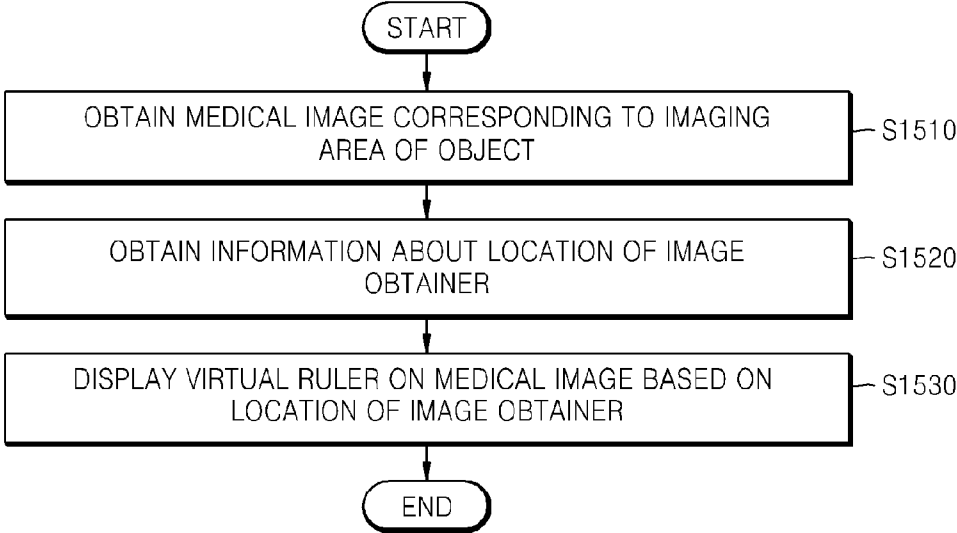 START
OBTAIN MEDICAL IMAGE CORRESPONDING TO IMAGING
AREA OF OBJECT
S1510
OBTAIN INFORMATION ABOUT LOCATION OF IMAGE
OBTAINER
S1520
DISPLAY VIRTUAL RULER ON MEDICAL IMAGE BASED ON
LOCATION OF IMAGE OBTAINER
S1530
END